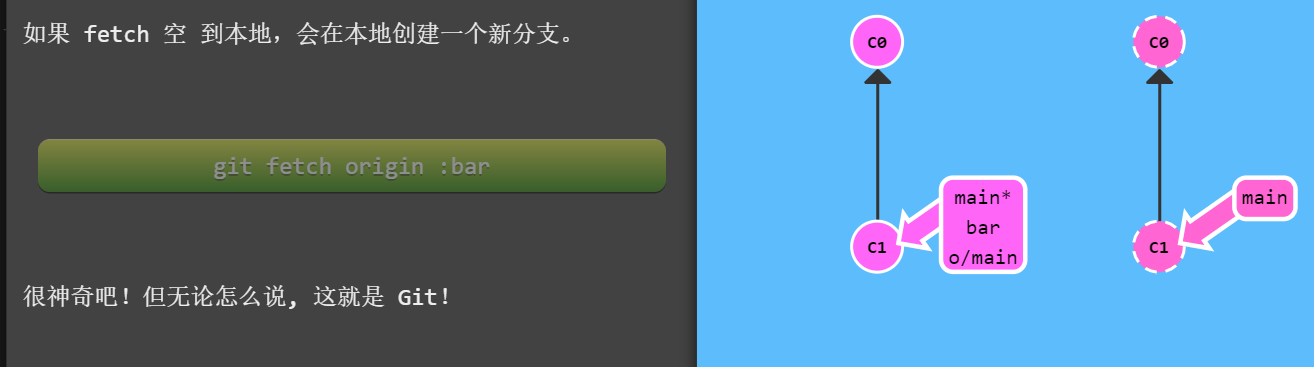 如果 fetch 空 到本地，会在本地创建一个新分支。
git fetch origin :bar
很神奇吧！但无论怎么说, 这就是 Git！
C0
C1
main*
bar
o/main
C0
C1
main